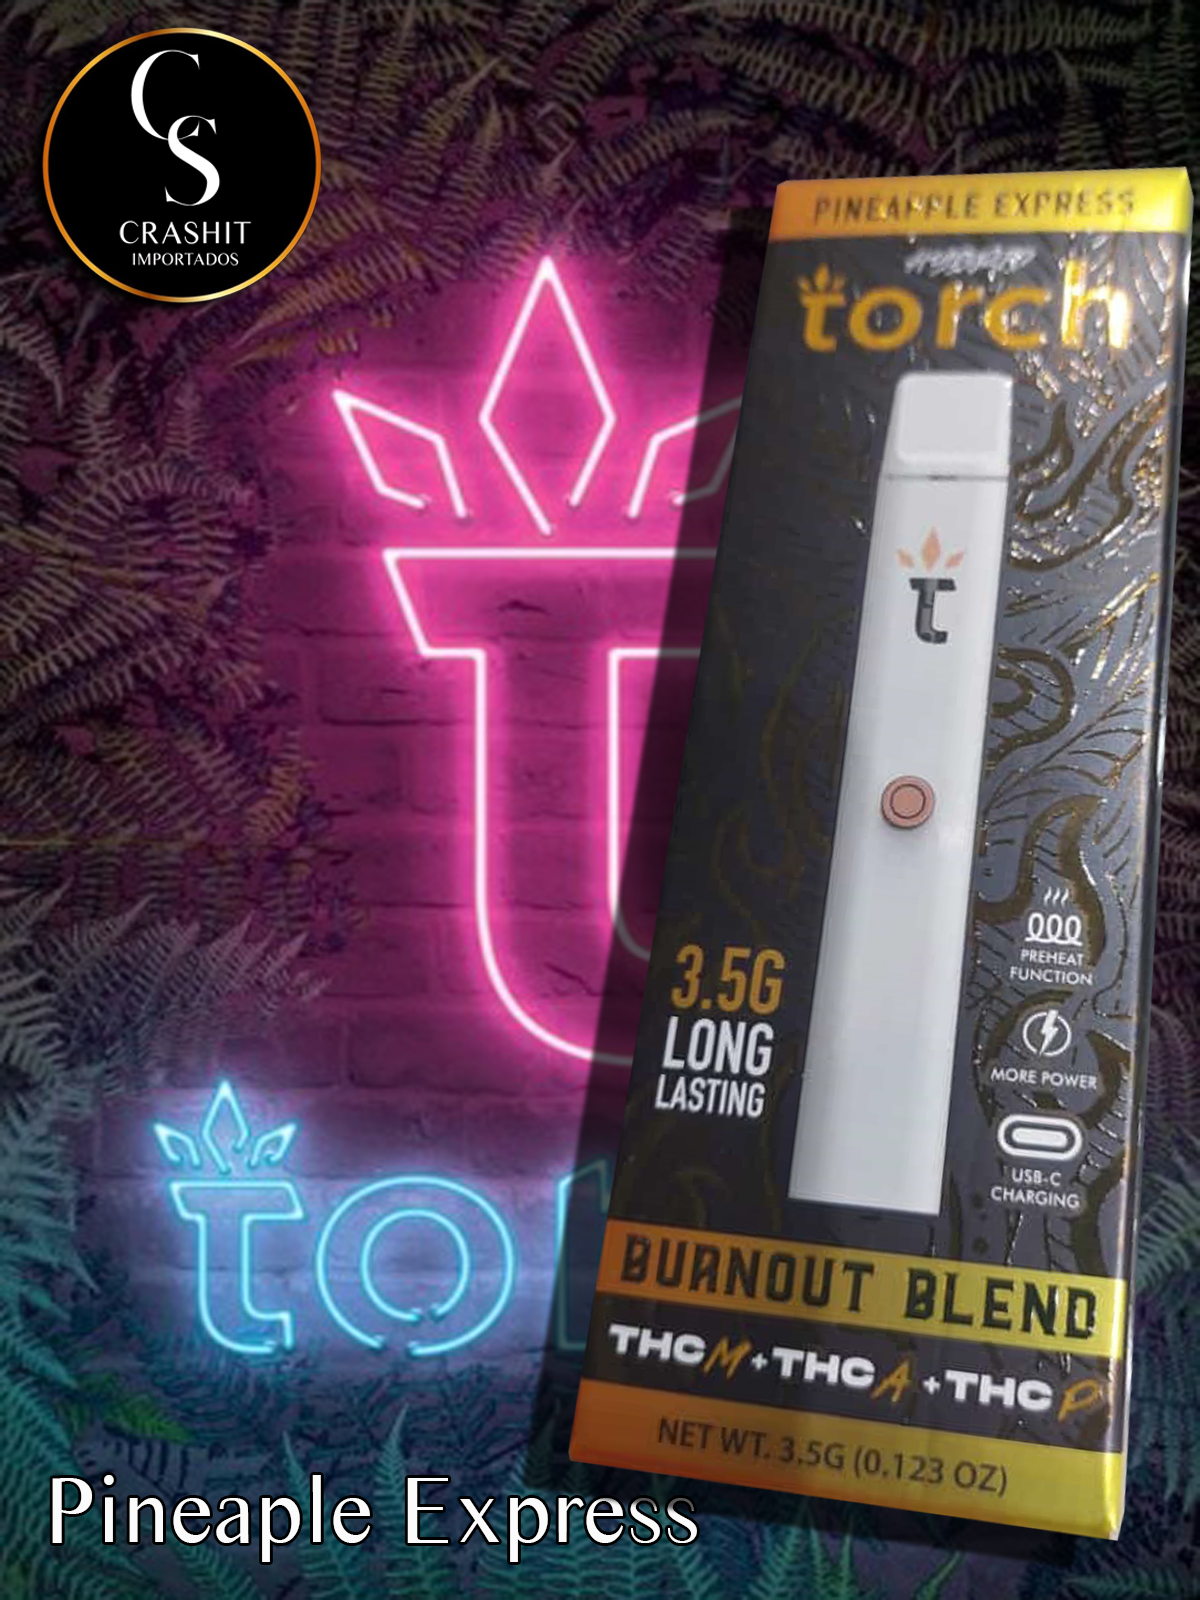 CS
CRASHIT
IMPORTADOS
PINEAPPLE EXPRESS
torch
t
3.5G
LONG
LASTING
PREHEAT
FUNCTION
MORE POWER
USB-C
CHARGING
BURNOUT BLEND
THCM+THCA+THCP
NET WT. 3.5G (0.123 OZ)
t
to
Pineaple Express